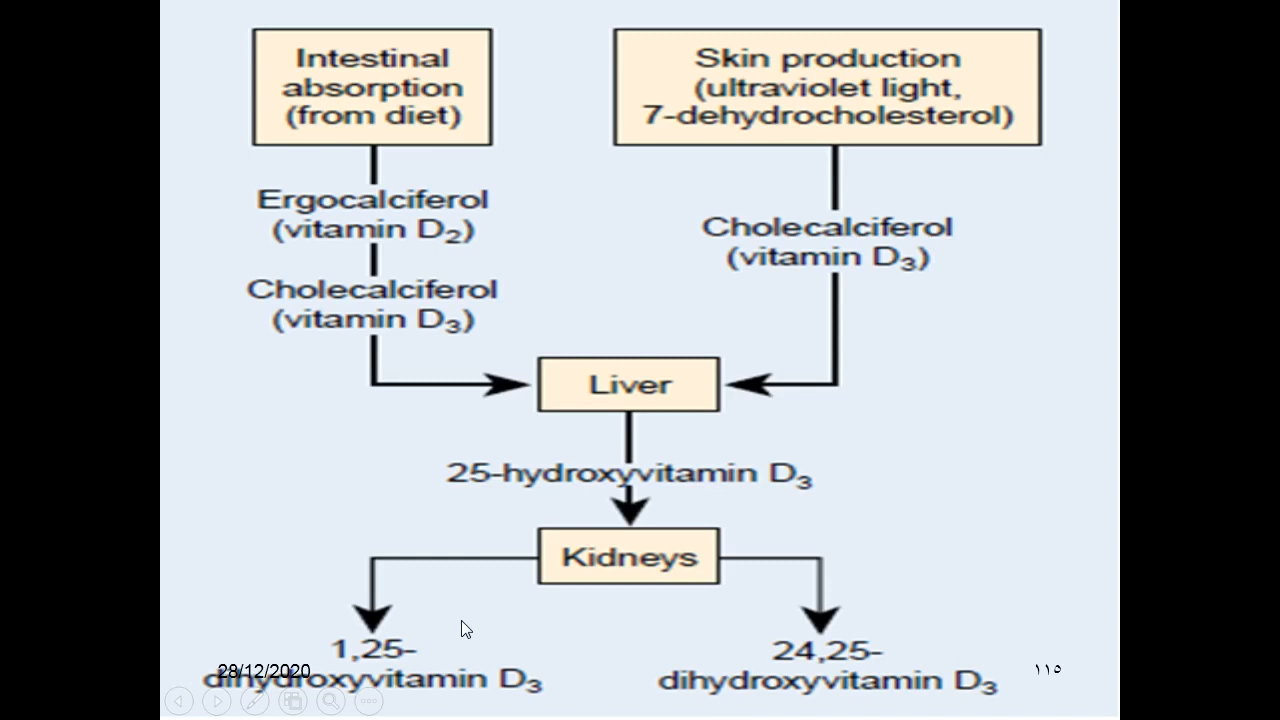 Intestinal
absorption
(from diet)
Skin production
(ultraviolet light,
7-dehydrocholesterol)
Ergocalciferol
(vitamin D₂)
Cholecalciferol
(vitamin D₃)
Cholecalciferol
(vitamin D₃)
Liver
25-hydroxyvitamin D₃
Kidneys
1,25-
dihydroxyvitamin D₃
24,25-
dihydroxyvitamin D₃
28/12/2020
١١٥